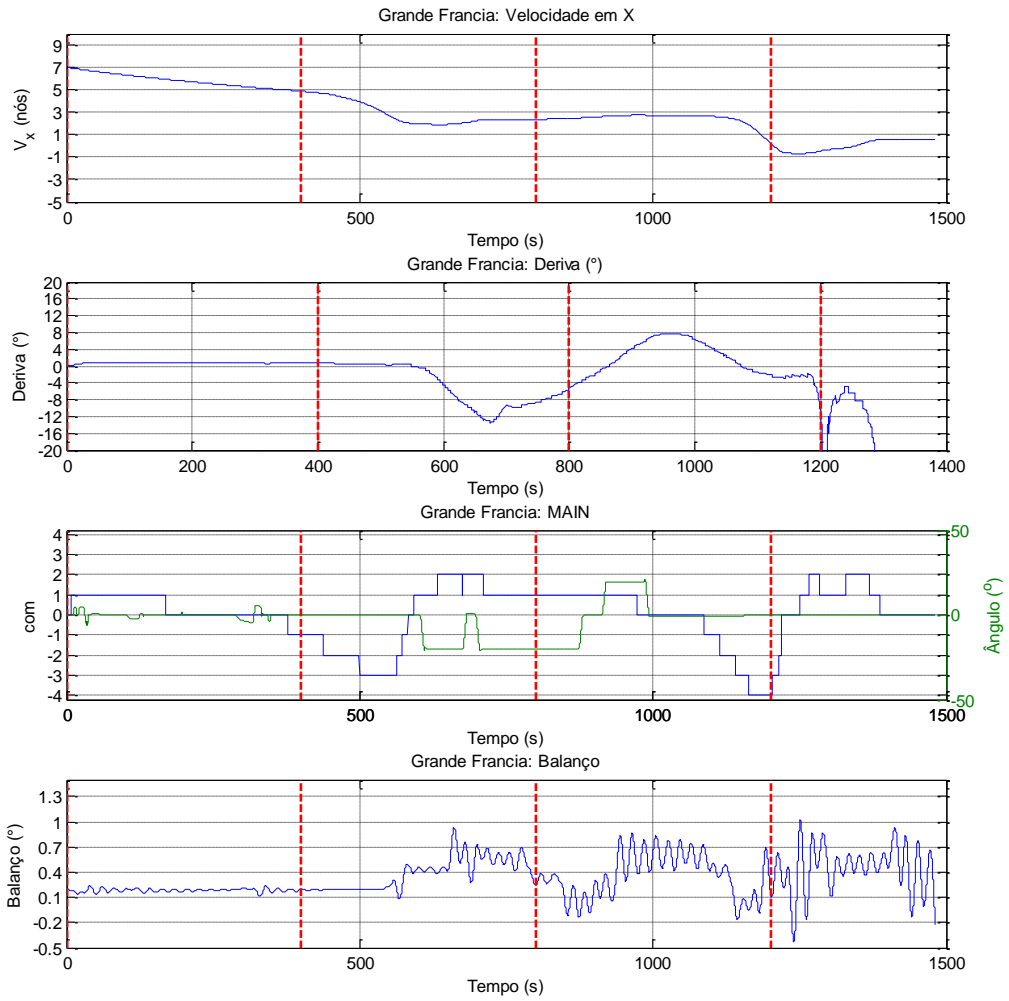 Grande Francia: Velocidade em X
9
7
5
3
1
-1
-3
-5
Vx (nós)
0 500 1000 1500
Tempo (s)
Grande Francia: Deriva (°)
20
16
12
8
4
0
-4
-8
-12
-16
-20
Deriva (°)
0 200 400 600 800 1000 1200 1400
Tempo (s)
Grande Francia: MAIN
4
3
2
1
0
-1
-2
-3
-4
com
50
0
-50
Ângulo (º)
0 500 1000 1500
Tempo (s)
Grande Francia: Balanço
1.3
1
0.7
0.4
0.1
-0.2
-0.5
Balanço (°)
0 500 1000 1500
Tempo (s)